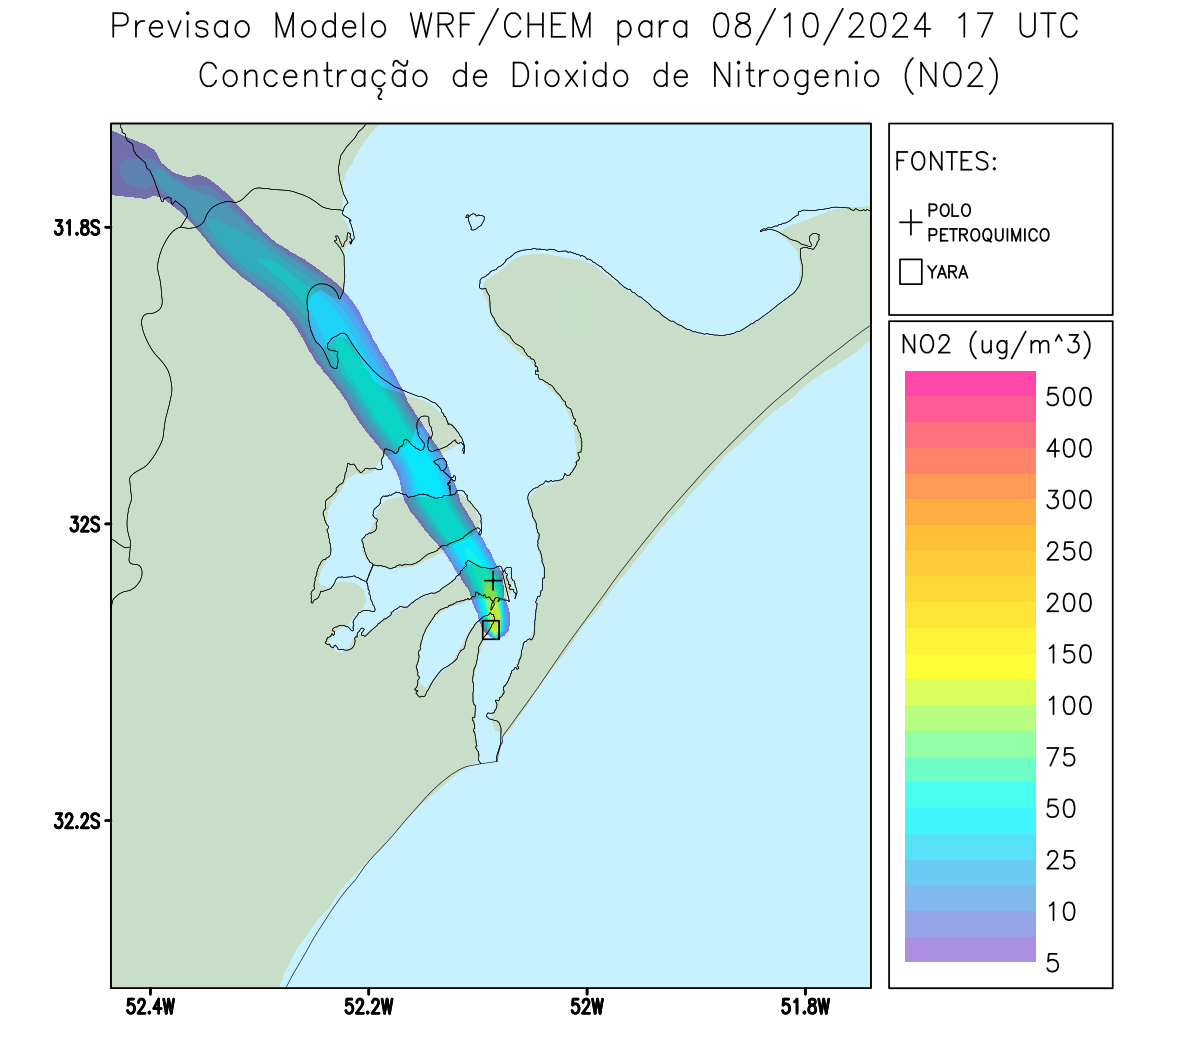 Previsao Modelo WRF/CHEM para 08/10/2024 17 UTC
Concentração de Dioxido de Nitrogenio (NO2)
FONTES:
POLO
PETROQUIMICO
YARA
NO2 (ug/m^3)
500
400
300
250
200
150
100
75
50
25
10
5
31.8S
32S
32.2S
52.4W
52.2W
52W
51.8W